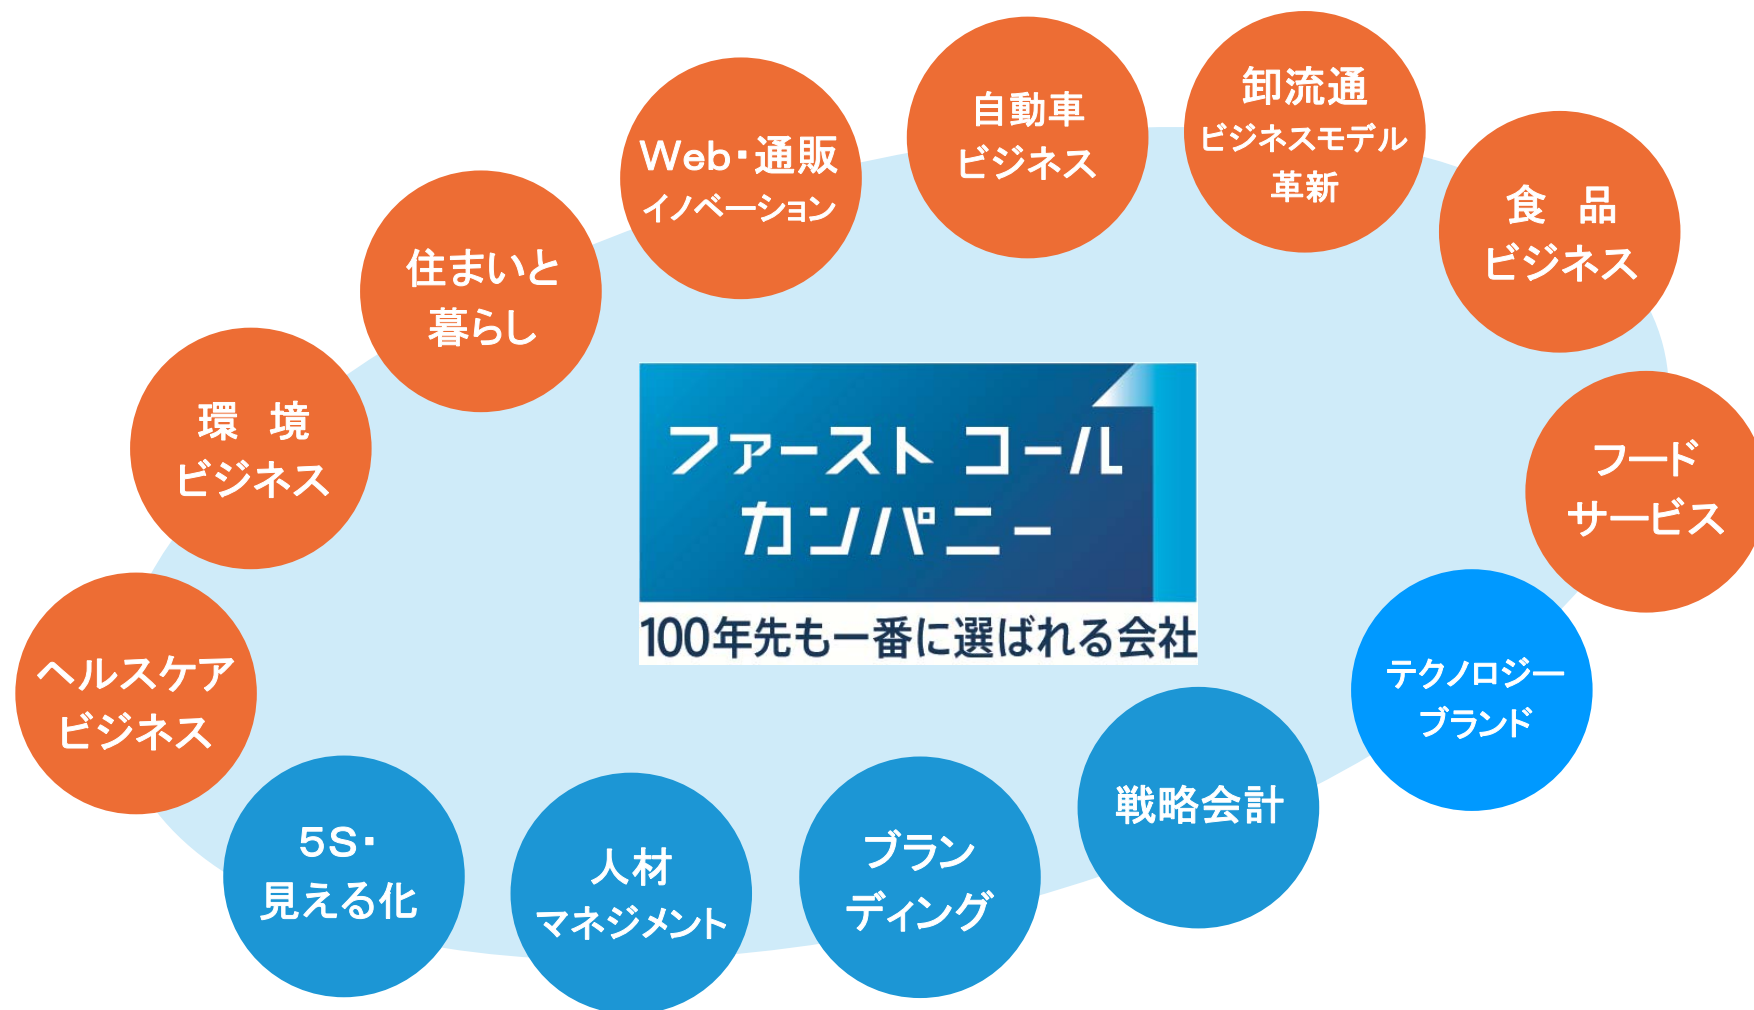 卸流通
ビジネスモデル
革新
自動車
ビジネス
Web・通販
イノベーション
食　品
ビジネス
住まいと
暮らし
環　境
ビジネス
ファースト コール
カンパニー
100年先も一番に選ばれる会社
フード
サービス
ヘルスケア
ビジネス
テクノロジー
ブランド
戦略会計
5S・
見える化
人材
マネジメント
ブラン
ディング